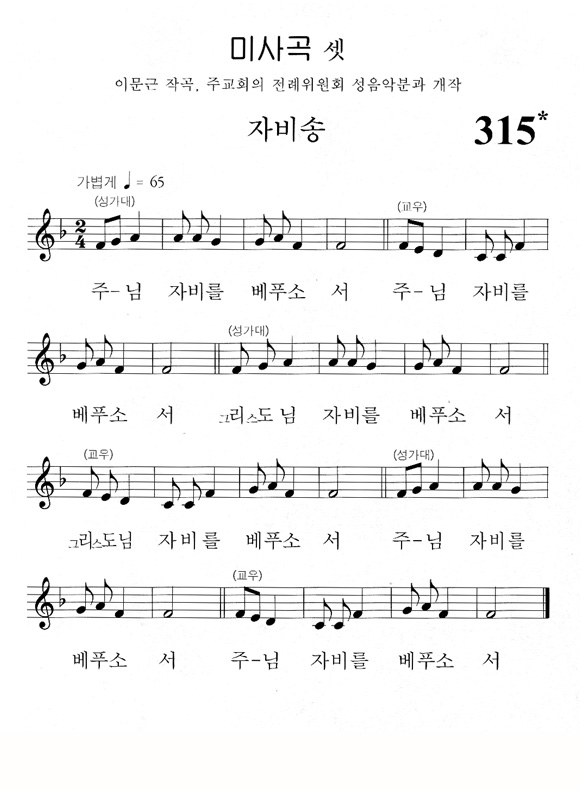 미사곡 셋
이문근 작곡, 주교회의 전례위원회 성음악분과 개작
자비송
315*
가볍게 ♩= 65
(성가대) (교우)
2/4
주-님 자비를 베푸소 서 주-님 자비를
(성가대)
베푸소 서 그리스도님 자비를 베푸소 서
(교우) (성가대)
그리스도님 자비를 베푸소 서 주-님 자비를
(교우)
베푸소 서 주-님 자비를 베푸소 서